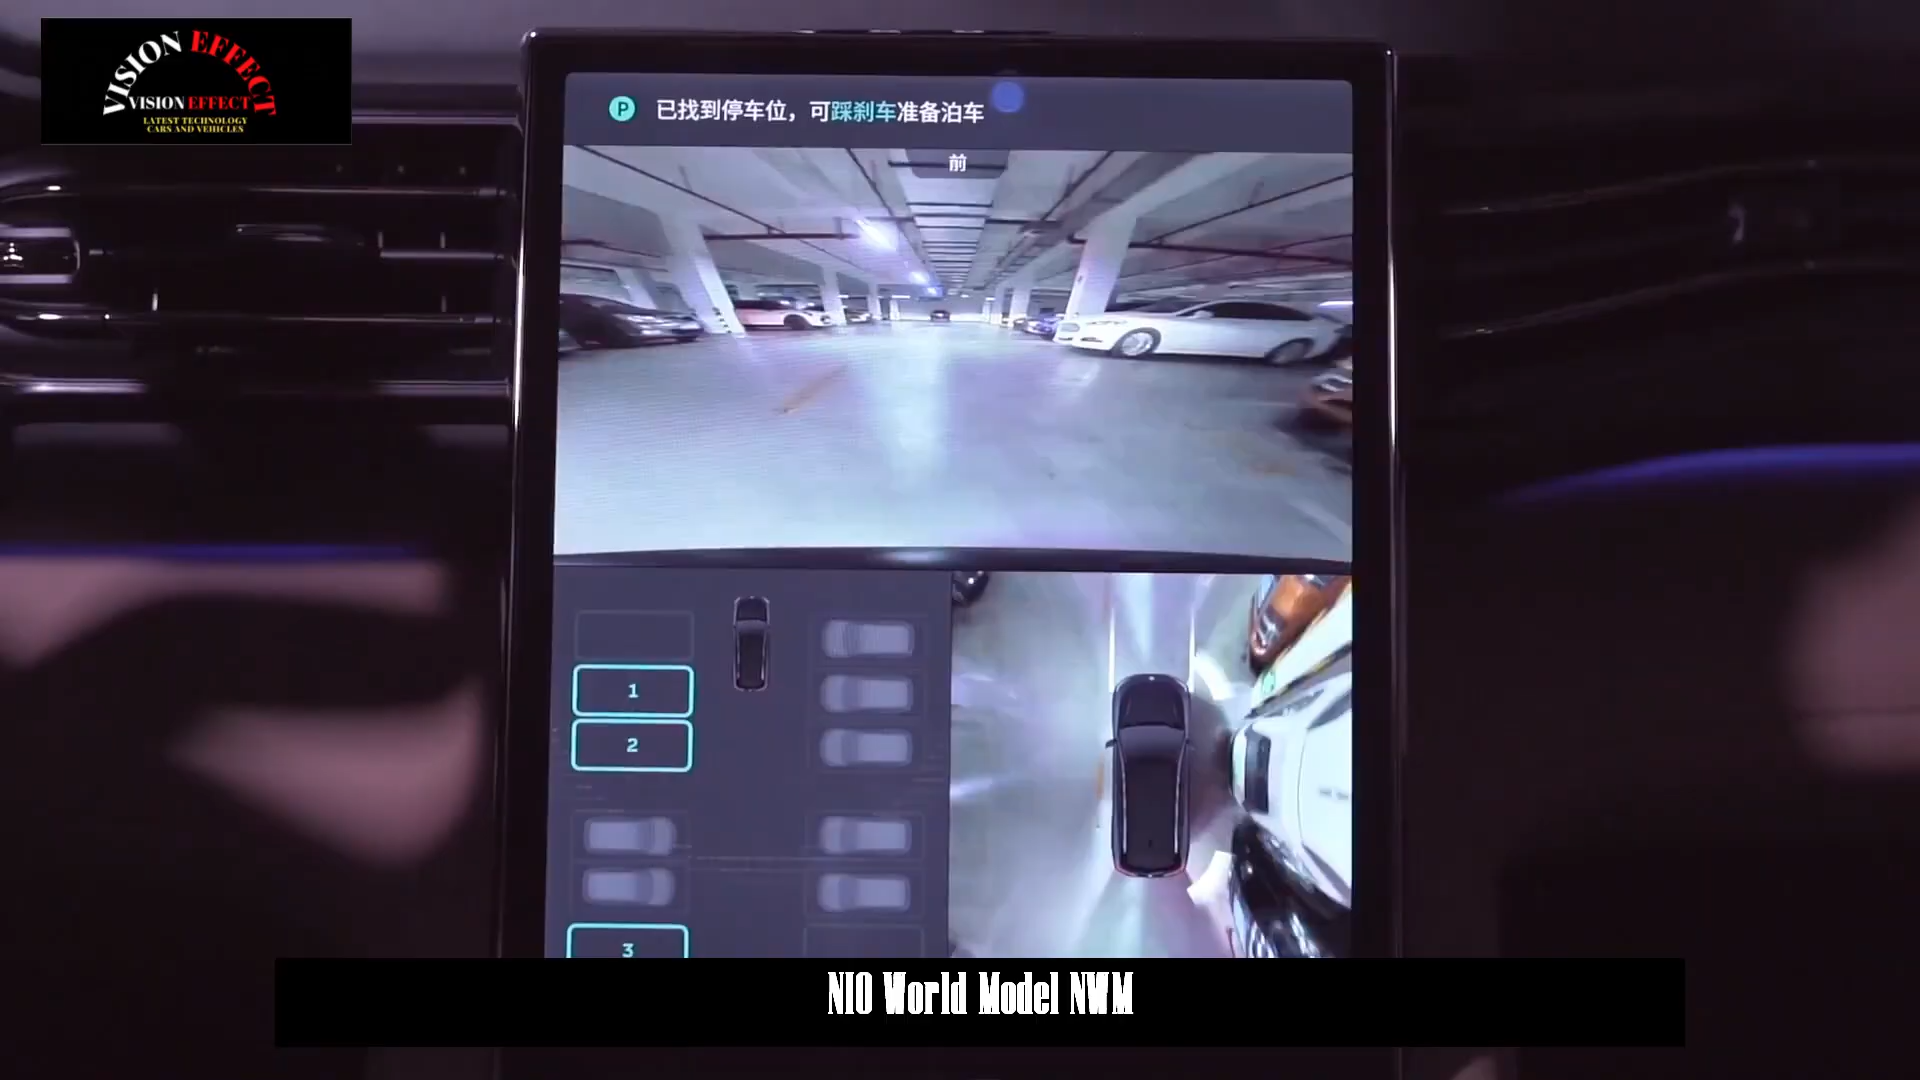 VISION EFFECT
VISION EFFECT
LATEST TECHNOLOGY
CARS AND VEHICLES
P 已找到停车位，可踩刹车准备泊车
前
1
2
3
NIO World Model NWM